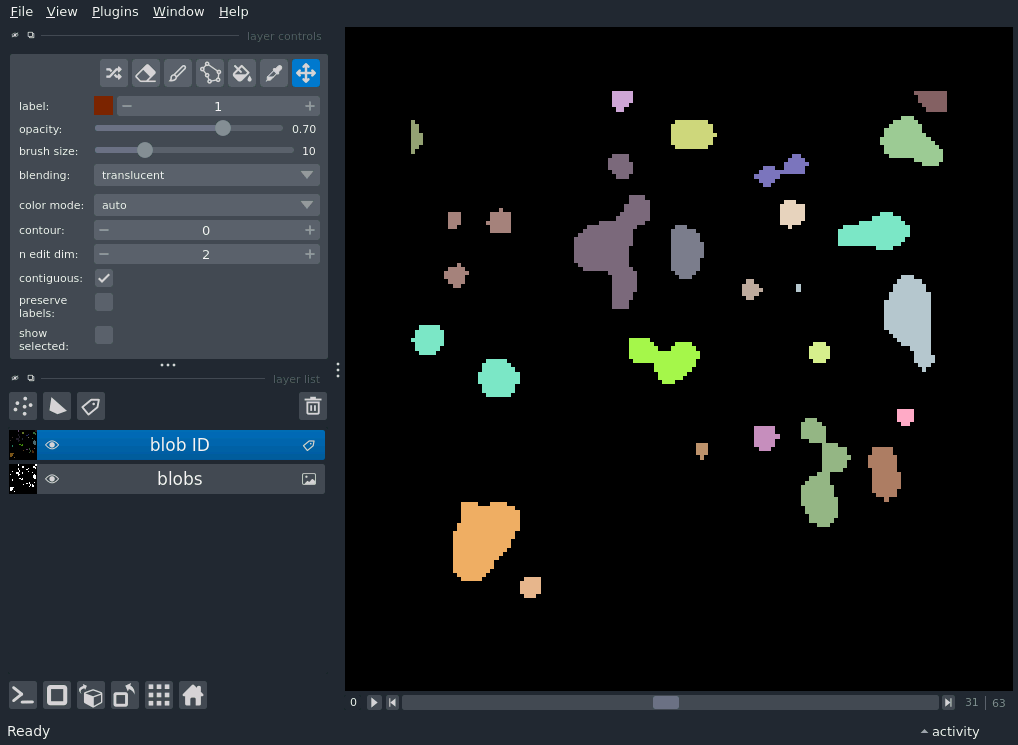 File View Plugins Window Help
layer controls
label: 1
opacity: 0.70
brush size: 10
blending: translucent
color mode: auto
contour: 0
n edit dim: 2
contiguous:
preserve
labels:
show
selected:
layer list
blob ID
blobs
0 31 | 63
Ready activity